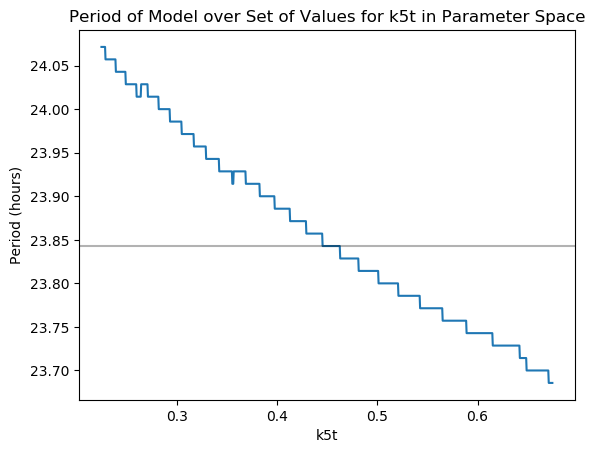 Period of Model over Set of Values for k5t in Parameter Space
24.05
24.00
23.95
23.90
23.85
23.80
23.75
23.70
Period (hours)
0.3 0.4 0.5 0.6
k5t